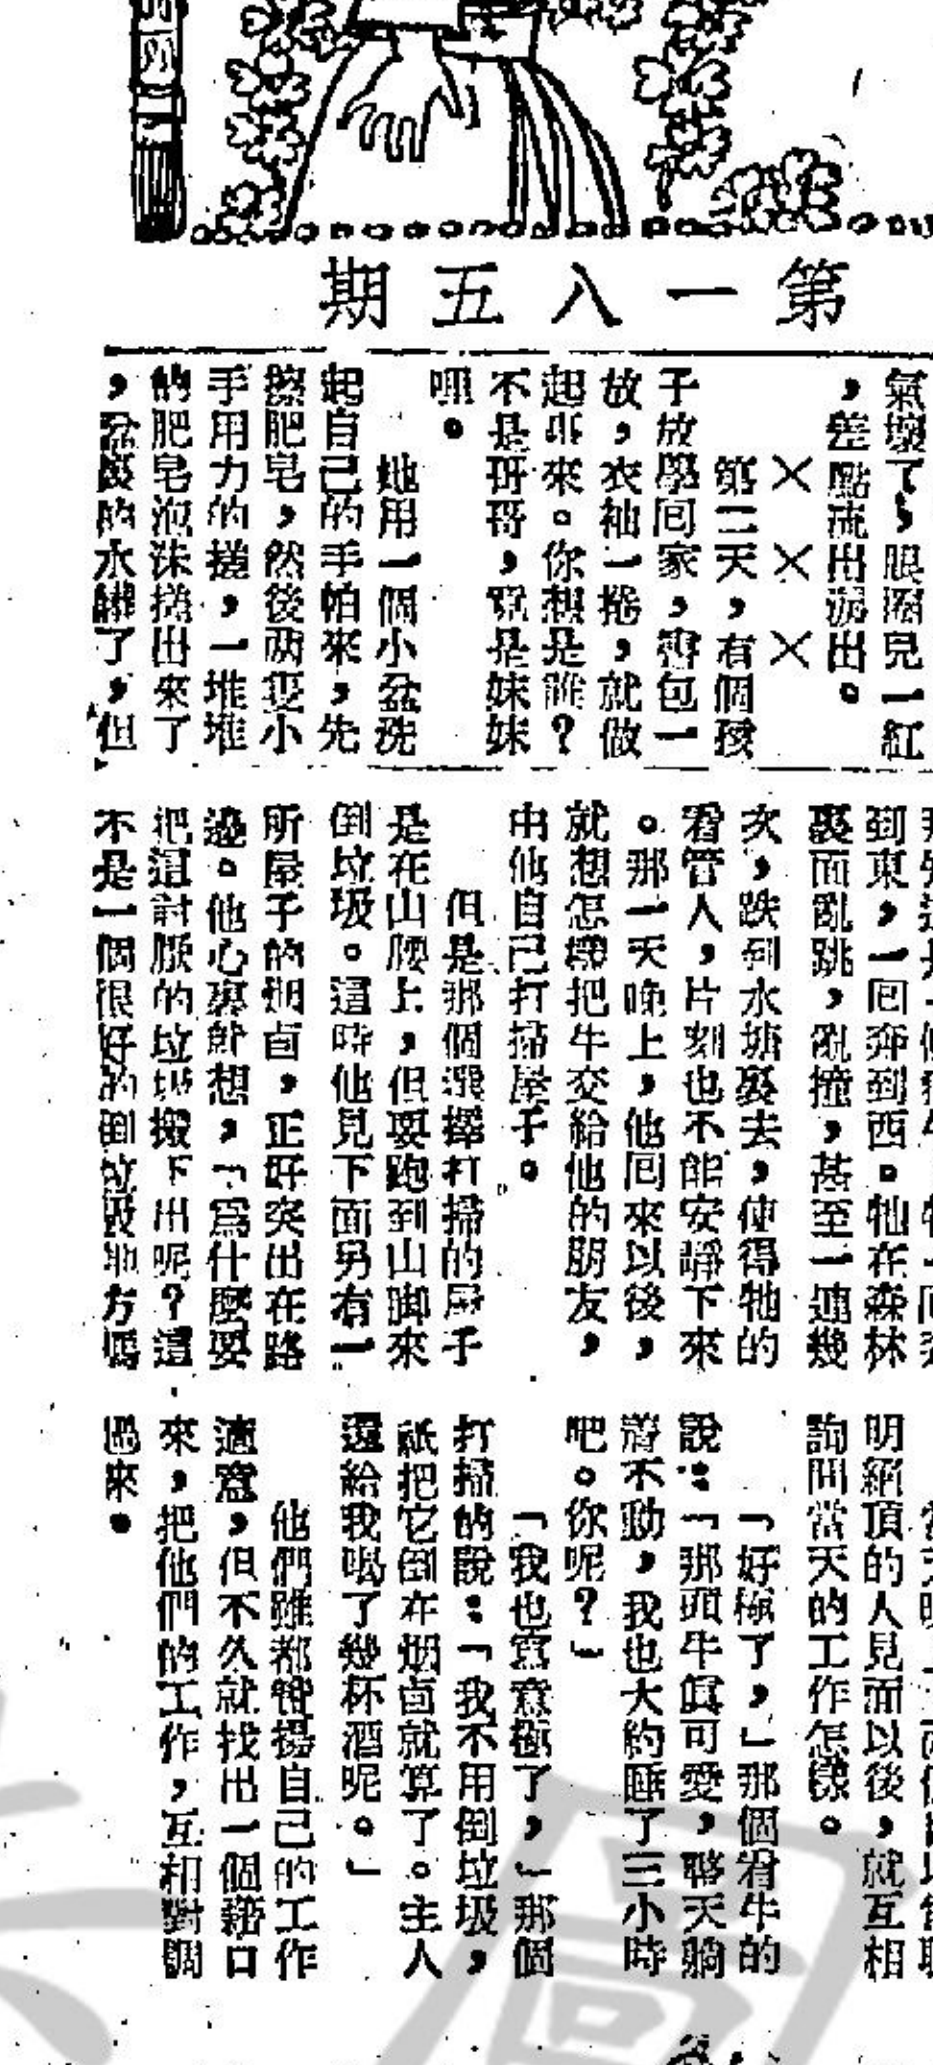 第一八五期
氣壞了，眼圈兒一紅
，差點流出淚出。
×××
第二天，有個孩
子放學回家，書包一
放，衣袖一捲，就做
起事來。你想是誰？
不是哥哥，竟是妹妹
哩。
她用一個小盆洗
起自己的手帕來，先
擦肥皂，然後兩隻小
手用力的搓，一堆堆
的肥皂泡沫搓出來了
，盆裏的水髒了，但
到東，一回奔到西。牠在森林
裏面亂跳，亂撞，甚至一連幾
次，跌到水塘裏去，使得牠的
看管人，片刻也不能安靜下來
。那一天晚上，他回來以後，
就想怎樣把牛交給他的朋友，
由他自己打掃屋子。
但是那個選擇打掃的屋子
是在山腰上，但要跑到山脚來
倒垃圾。這時他見下面另有一
所屋子的烟囱，正好突出在路
邊。他心裏就想，「爲什麼要
把這討厭的垃圾搬下出呢？這
不是一個很好的倒垃圾地方嗎
明絕頂的人見面以後，就互相
詢問當天的工作怎樣。
「好極了，」那個看牛的
說：「那頭牛眞可愛，整天躺
着不動，我也大約睡了三小時
吧。你呢？」
「我也寫意極了，」那個
打掃的說：「我不用倒垃圾，
祇把它倒在烟囱就算了。主人
還給我喝了幾杯酒呢。」
他們雖都贊揚自己的工作
適意，但不久就找出一個藉口
來，把他們的工作，互相對調
過來。